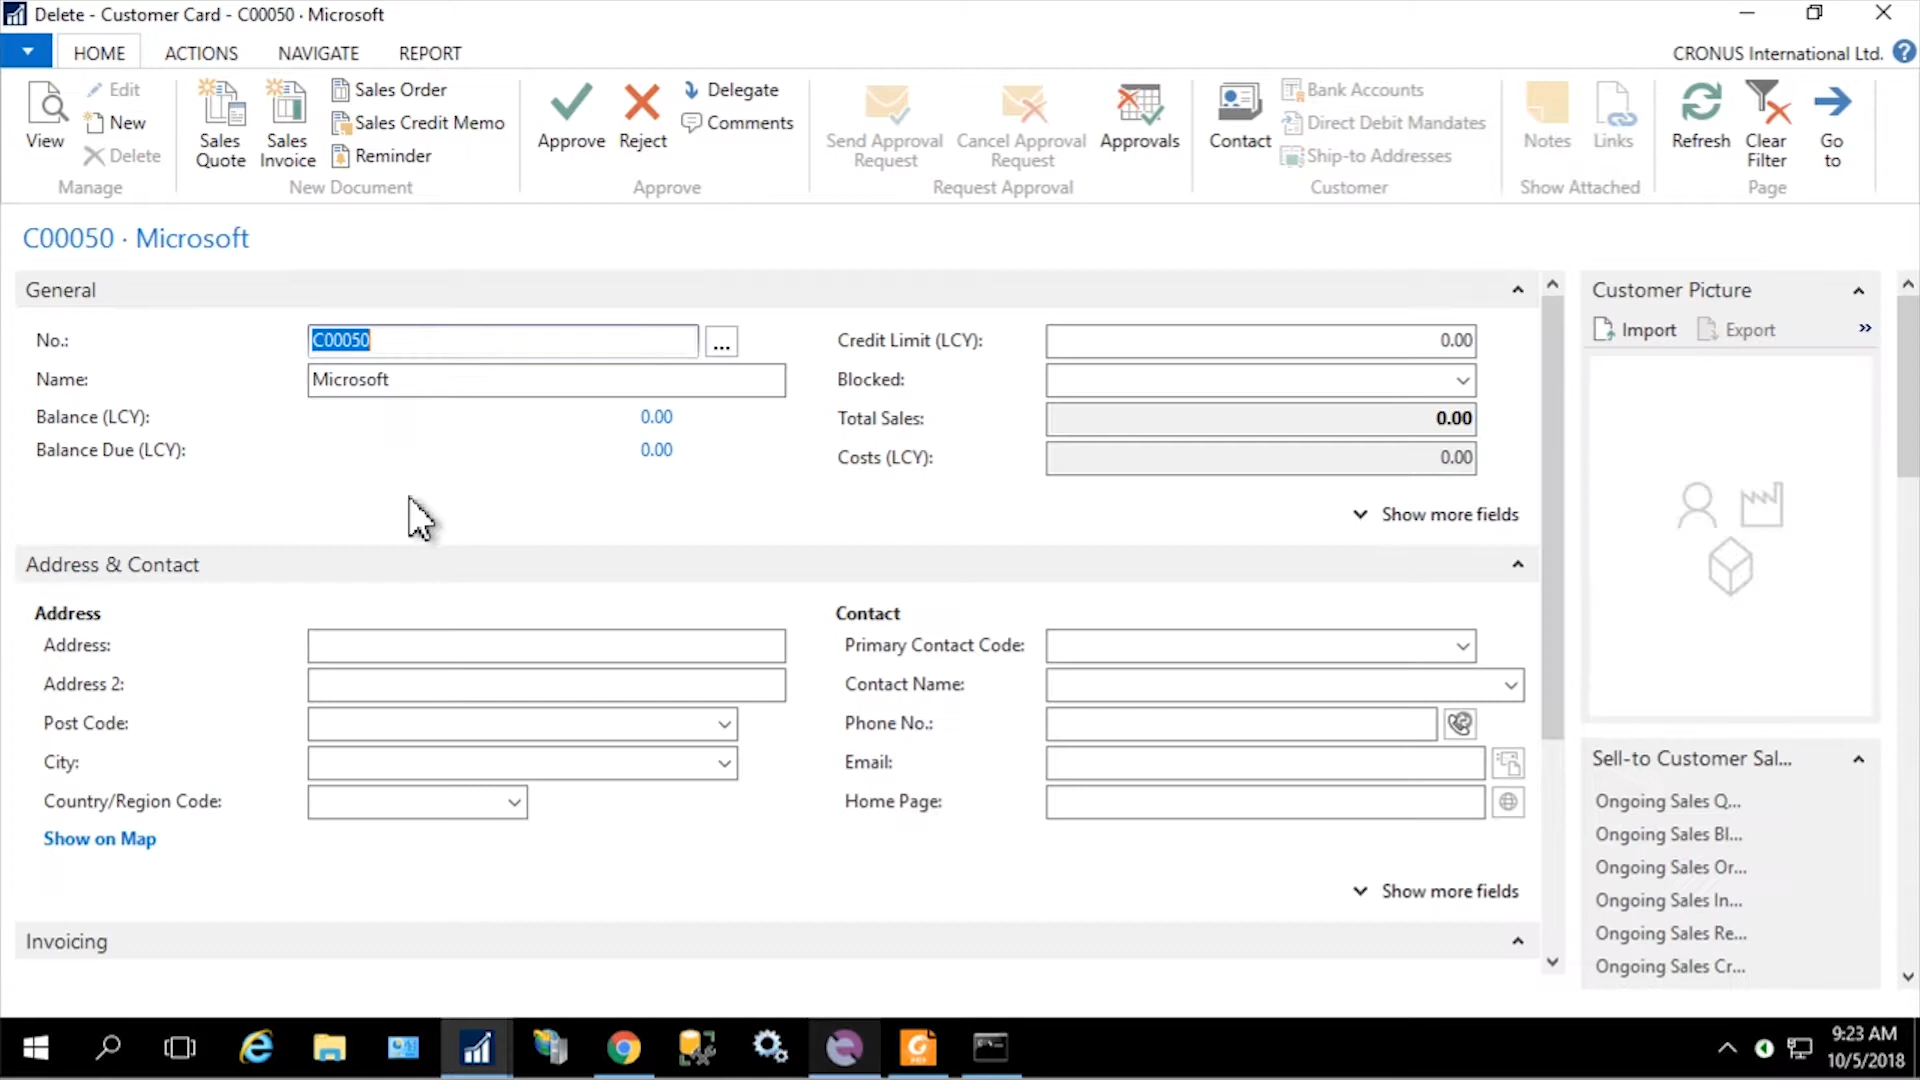 Delete - Customer Card - C00050 · Microsoft
HOME ACTIONS NAVIGATE REPORT
CRONUS International Ltd.
View
Edit
New
Delete
Manage
Sales Quote
Sales Invoice
Sales Order
Sales Credit Memo
Reminder
New Document
Approve
Reject
Delegate
Comments
Approve
Send Approval Request
Cancel Approval Request
Approvals
Request Approval
Contact
Bank Accounts
Direct Debit Mandates
Ship-to Addresses
Customer
Notes
Links
Show Attached
Refresh
Clear Filter
Go to
Page
C00050 · Microsoft
General
No.: C00050 ...
Name: Microsoft
Balance (LCY): 0.00
Balance Due (LCY): 0.00
Credit Limit (LCY): 0.00
Blocked:
Total Sales: 0.00
Costs (LCY): 0.00
Show more fields
Address & Contact
Address
Address:
Address 2:
Post Code:
City:
Country/Region Code:
Show on Map
Contact
Primary Contact Code:
Contact Name:
Phone No.:
Email:
Home Page:
Show more fields
Invoicing
Customer Picture
Import Export »
Sell-to Customer Sal...
Ongoing Sales Q...
Ongoing Sales Bl...
Ongoing Sales Or...
Ongoing Sales In...
Ongoing Sales Re...
Ongoing Sales Cr...
9:23 AM
10/5/2018